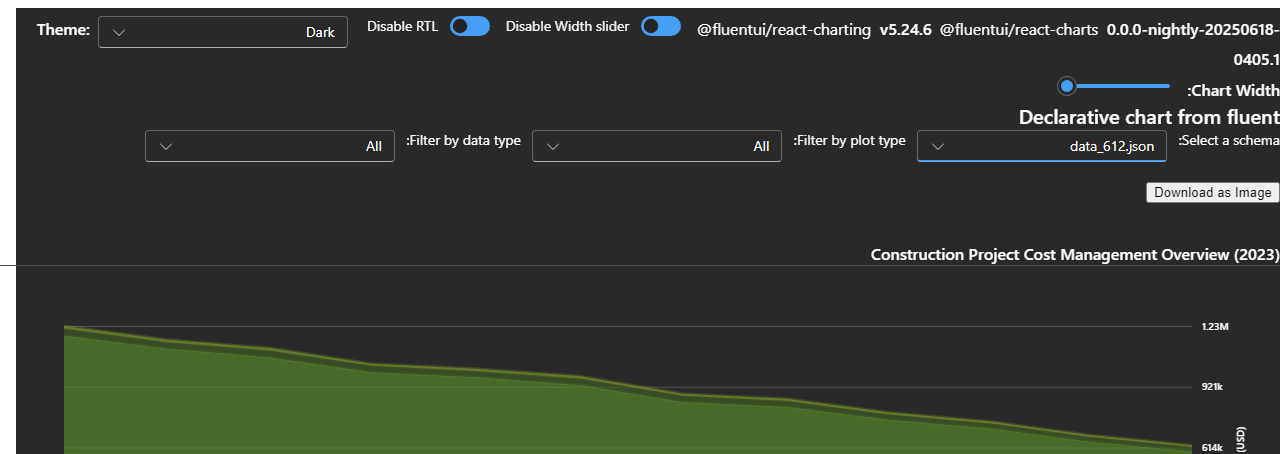 Theme: Dark Disable RTL Disable Width slider @fluentui/react-charting v5.24.6 @fluentui/react-charts 0.0.0-nightly-20250618-
0405.1
:Chart Width
Declarative chart from fluent
:Select a schema data_612.json :Filter by plot type All :Filter by data type All
Download as Image
Construction Project Cost Management Overview (2023)
1.23M
921k
614k
(USD)